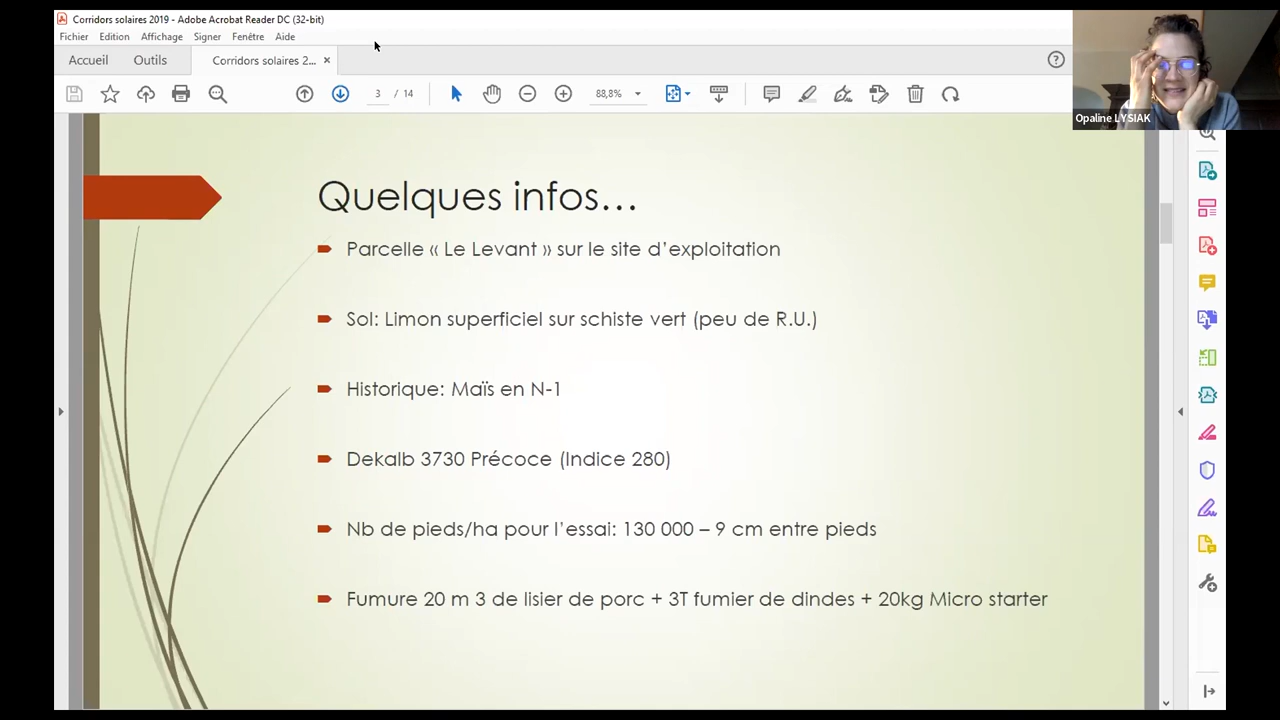 Corridors solaires 2019 - Adobe Acrobat Reader DC (32-bit)
Fichier Edition Affichage Signer Fenêtre Aide
Accueil Outils Corridors solaires 2... ×
3 / 14 88,8%
Opaline LYSIAK
Quelques infos…
Parcelle « Le Levant » sur le site d’exploitation
Sol: Limon superficiel sur schiste vert (peu de R.U.)
Historique: Maïs en N-1
Dekalb 3730 Précoce (Indice 280)
Nb de pieds/ha pour l’essai: 130 000 – 9 cm entre pieds
Fumure 20 m 3 de lisier de porc + 3T fumier de dindes + 20kg Micro starter